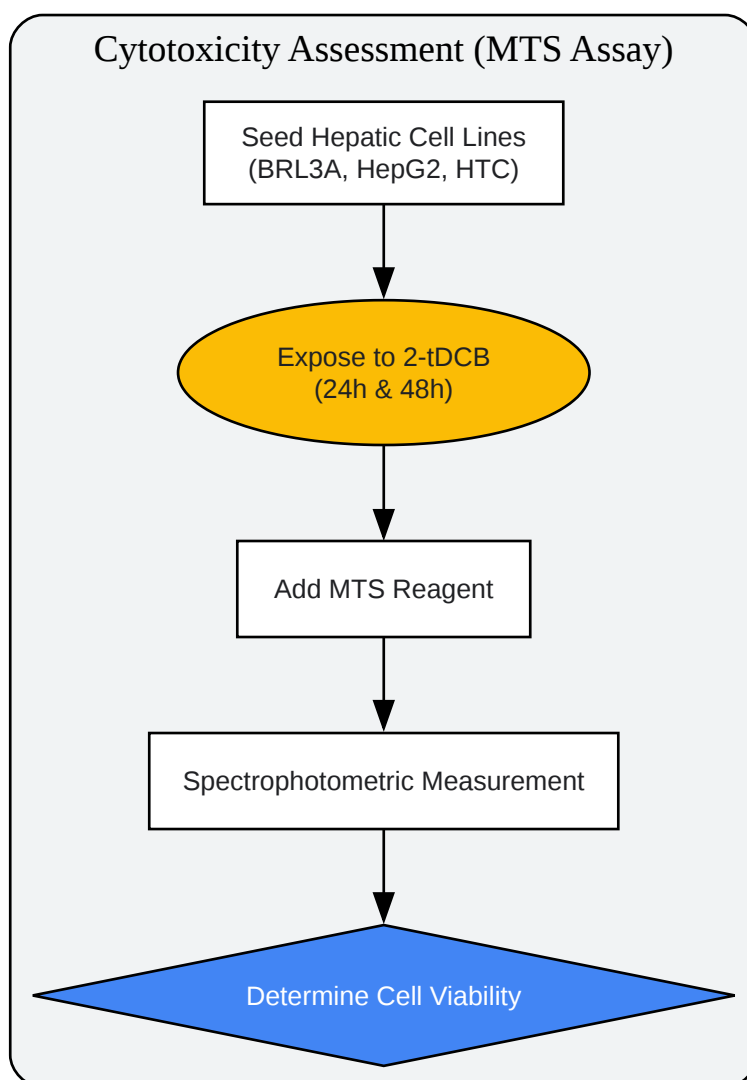 Cytotoxicity Assessment (MTS Assay)
Seed Hepatic Cell Lines
(BRL3A, HepG2, HTC)
Expose to 2-tDCB
(24h & 48h)
Add MTS Reagent
Spectrophotometric Measurement
Determine Cell Viability